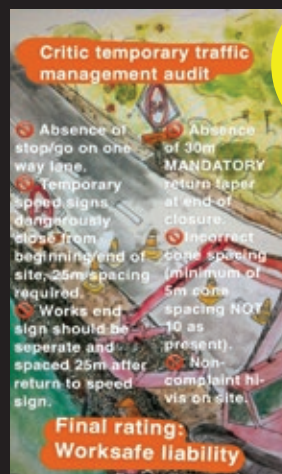 Critic temporary traffic
management audit
Absence of
stop/go on one
way lane.
Temporary
speed signs
dangerously
close from
beginning/end of
site, 25m spacing
required.
Works end
sign should be
seperate and
spaced 25m after
return to speed
sign.
Absence
of 30m
MANDATORY
return taper
at end of
closure.
Incorrect
cone spacing
(minimum of
5m cone
spacing NOT
10 as
present).
Non-
complaint hi-
vis on site.
Final rating:
Worksafe liability